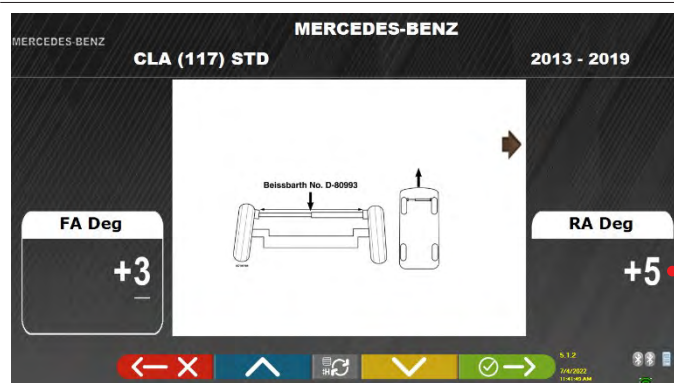 MERCEDES-BENZ
MERCEDES-BENZ
CLA (117) STD
2013 - 2019
Beissbarth No. D-80993
FA Deg
RA Deg
+3
+5
5.1.2
7/4/2022